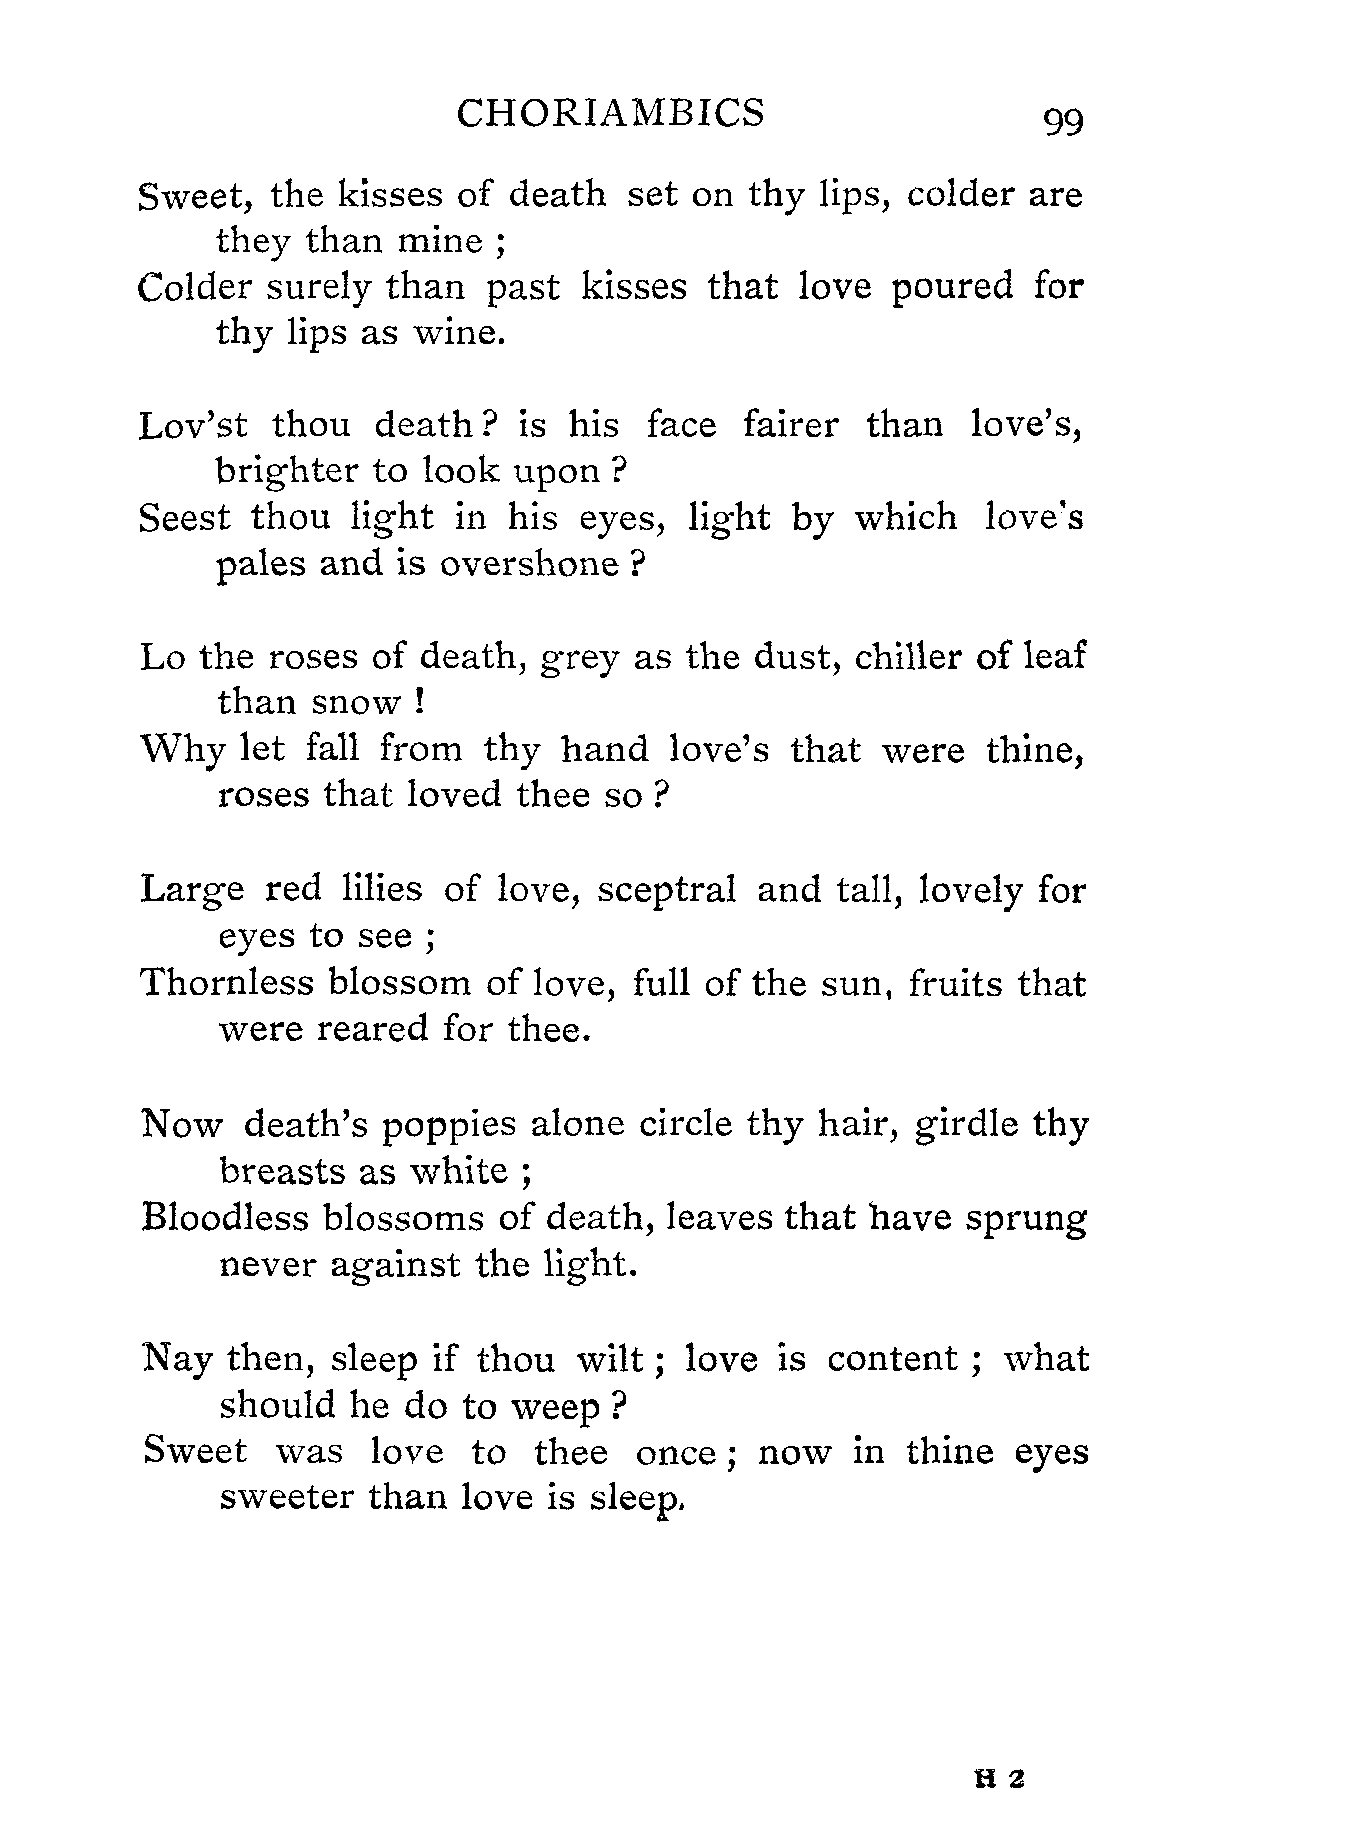 CHORIAMBICS 99
Sweet, the kisses of death set on thy lips, colder are
they than mine ;
Colder surely than past kisses that love poured for
thy lips as wine.
Lov'st thou death ? is his face fairer than love's,
brighter to look upon ?
Seest thou light in his eyes, light by which love's
pales and is overshone ?
Lo the roses of death, grey as the dust, chiller of leaf
than snow !
Why let fall from thy hand love's that were thine,
roses that loved thee so ?
Large red lilies of love, sceptral and tall, lovely for
eyes to see ;
Thornless blossom of love, full of the sun, fruits that
were reared for thee.
Now death's poppies alone circle thy hair, girdle thy
breasts as white ;
Bloodless blossoms of death, leaves that have sprung
never against the light.
Nay then, sleep if thou wilt ; love is content ; what
should he do to weep ?
Sweet was love to thee once ; now in thine eyes
sweeter than love is sleep.
H 2